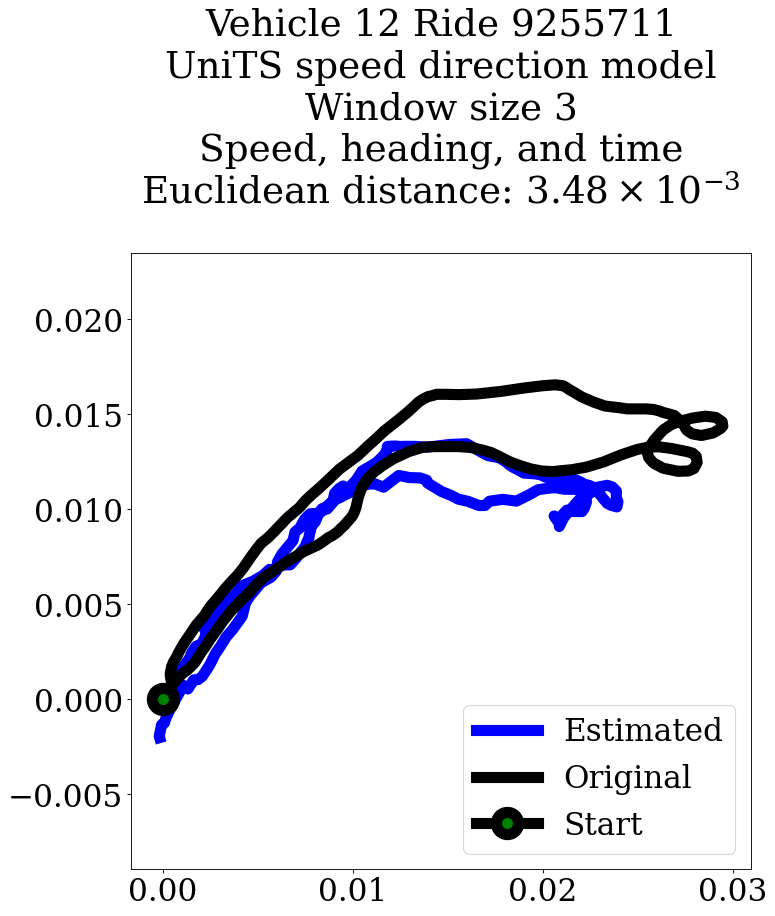 Vehicle 12 Ride 9255711
UniTS speed direction model
Window size 3
Speed, heading, and time
Euclidean distance: 3.48 × 10⁻³
0.020
0.015
0.010
0.005
0.000
−0.005
Estimated
Original
Start
0.00 0.01 0.02 0.03